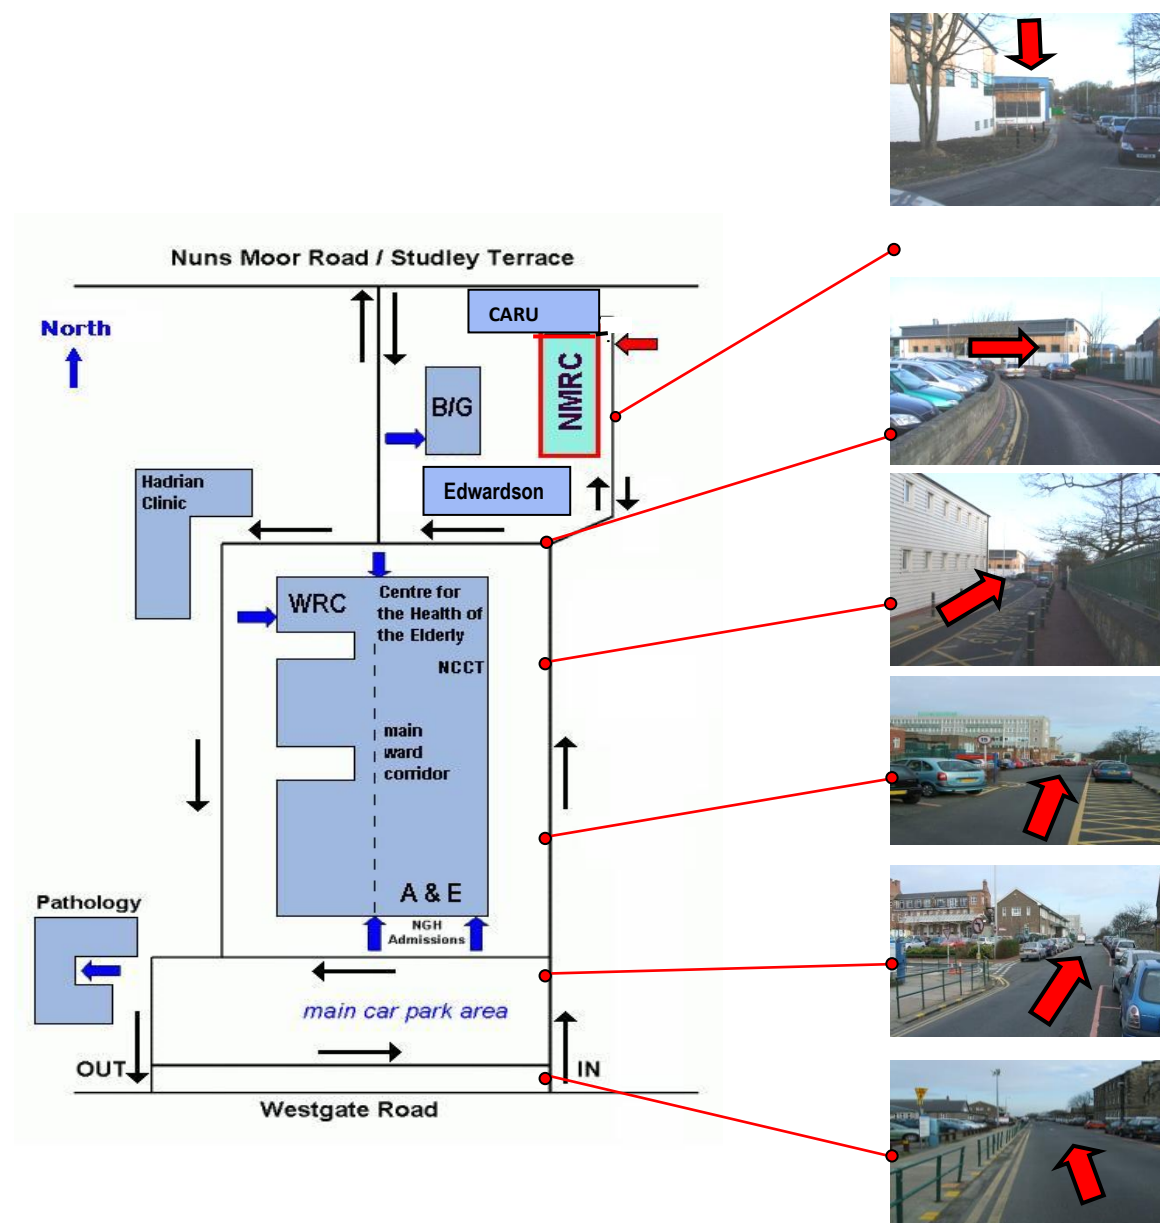 Nuns Moor Road / Studley Terrace
CARU
North
NMRC
B/G
Hadrian
Clinic
Edwardson
WRC
Centre for
the Health of
the Elderly
NCCT
main
ward
corridor
A & E
Pathology
NGH
Admissions
main car park area
OUT
IN
Westgate Road